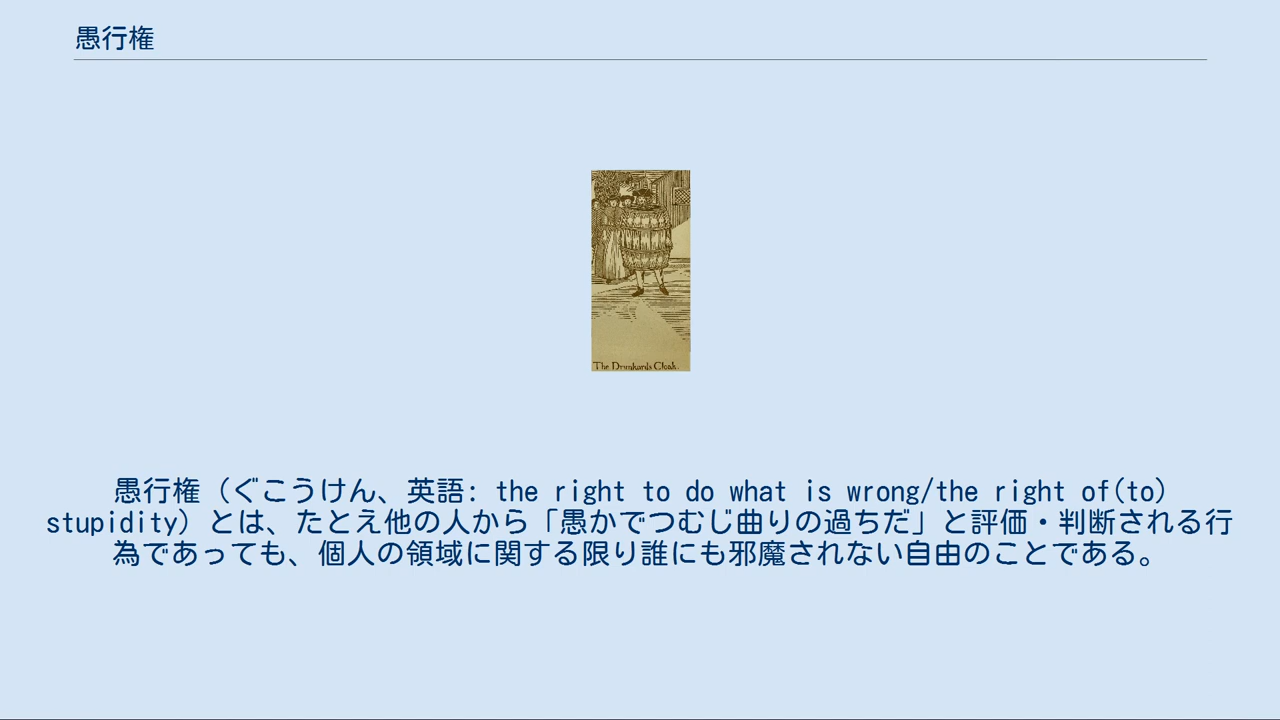 愚行権
The Drunkards Cloak.
愚行権（ぐこうけん、英語: the right to do what is wrong/the right of(to)
stupidity）とは、たとえ他の人から「愚かでつむじ曲りの過ちだ」と評価・判断される行
為であっても、個人の領域に関する限り誰にも邪魔されない自由のことである。